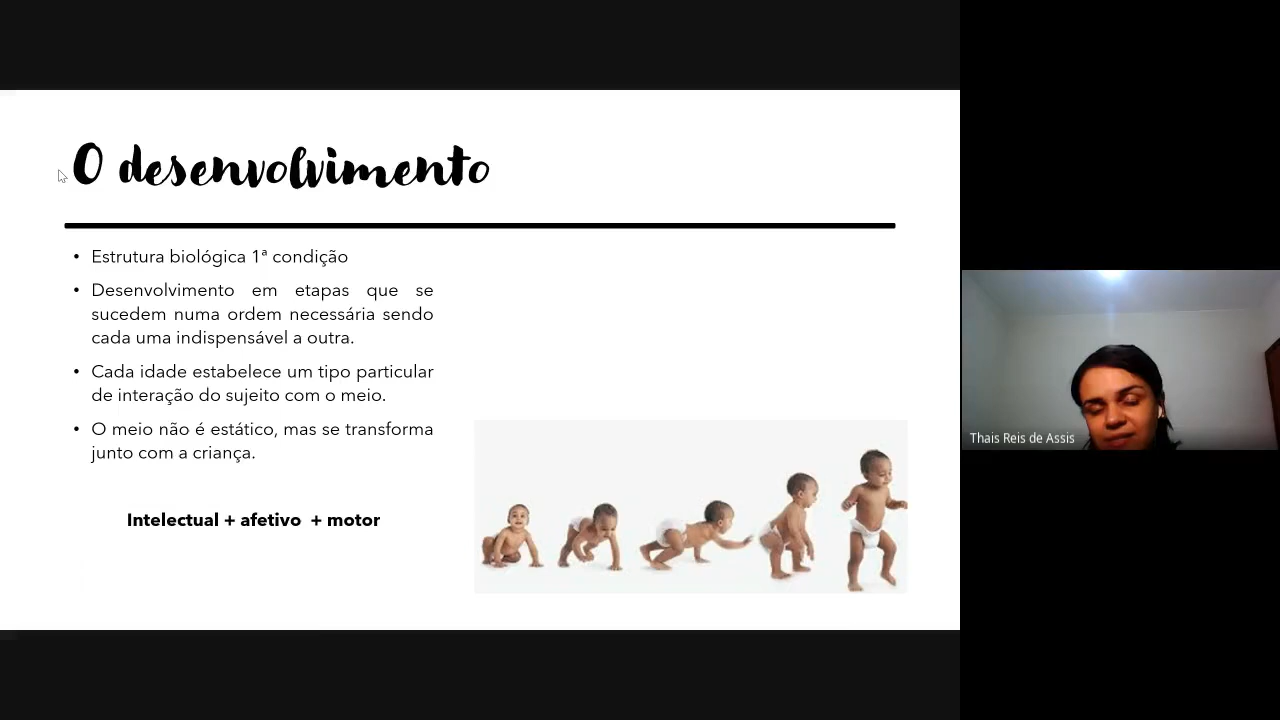 O desenvolvimento
• Estrutura biológica 1ª condição
• Desenvolvimento em etapas que se
sucedem numa ordem necessária sendo
cada uma indispensável a outra.
• Cada idade estabelece um tipo particular
de interação do sujeito com o meio.
• O meio não é estático, mas se transforma
junto com a criança.
Intelectual + afetivo + motor
Thais Reis de Assis